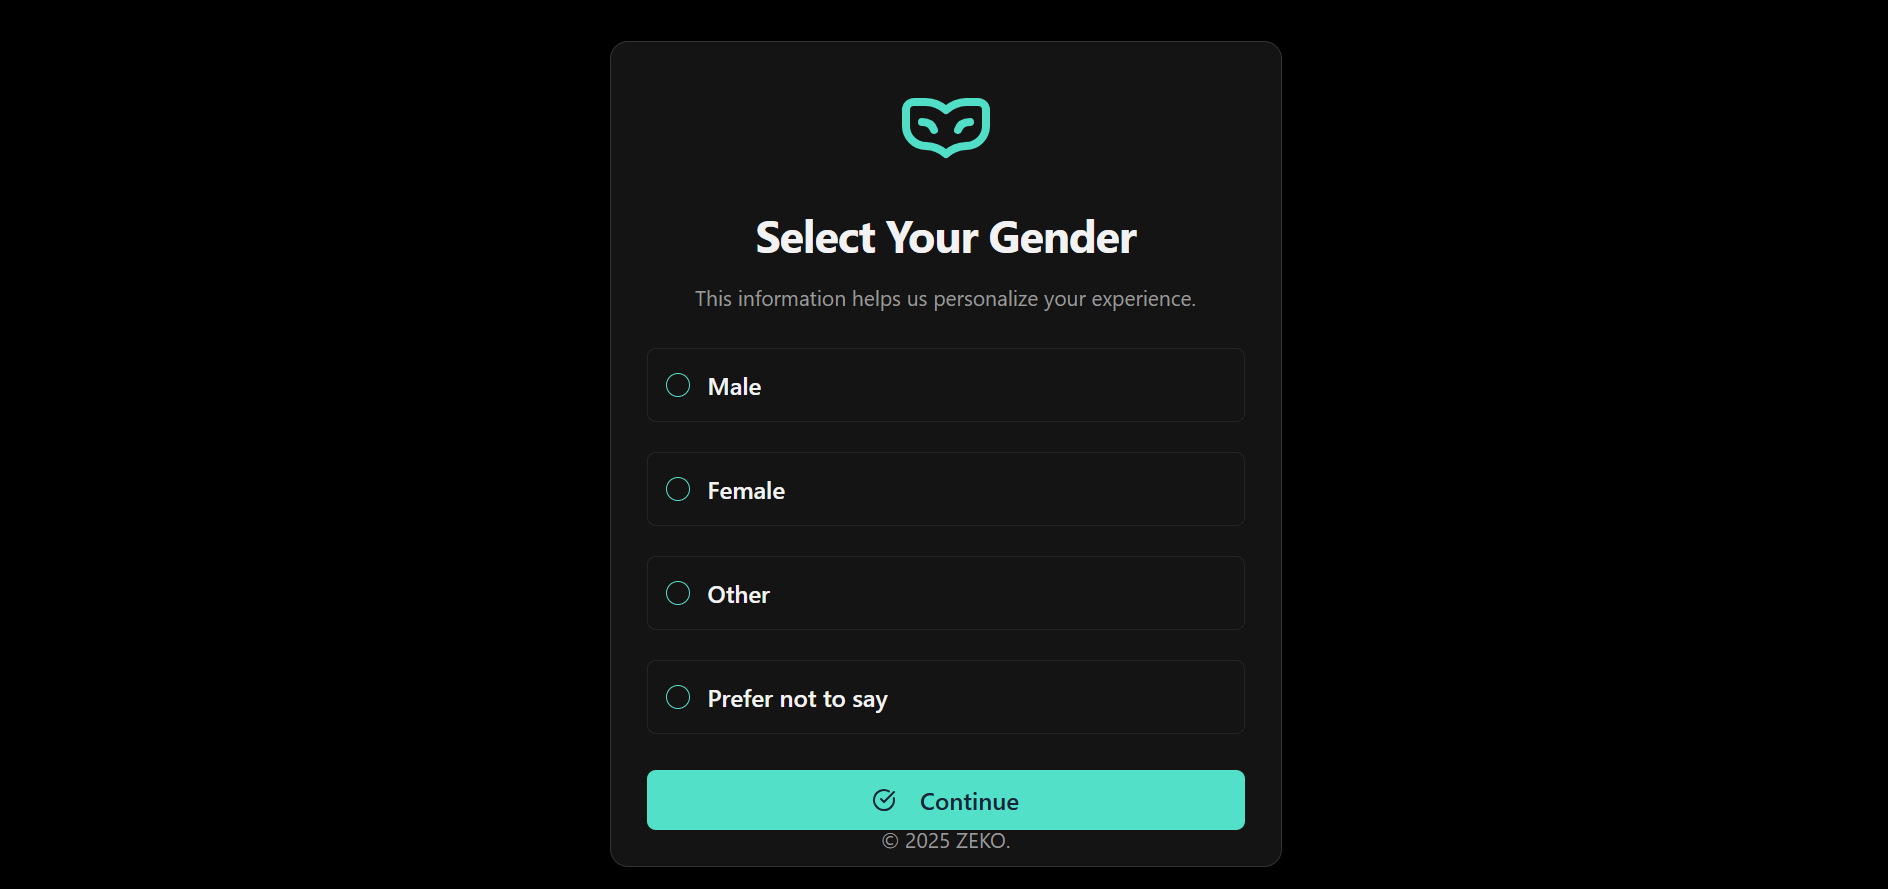 Select Your Gender
This information helps us personalize your experience.
Male
Female
Other
Prefer not to say
Continue
© 2025 ZEKO.